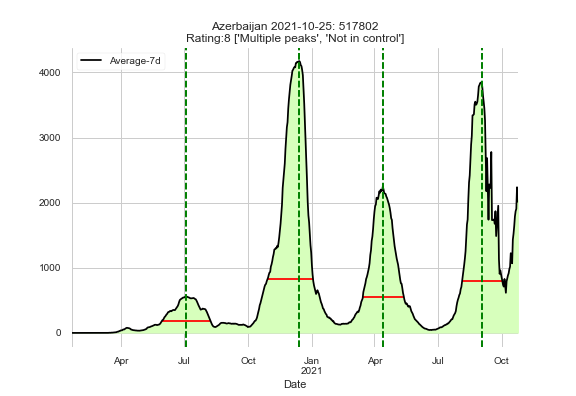 Azerbaijan 2021-10-25: 517802
Rating:8 ['Multiple peaks', 'Not in control']
Average-7d
4000
3000
2000
1000
0
Apr Jul Oct Jan Apr Jul Oct
2021
Date